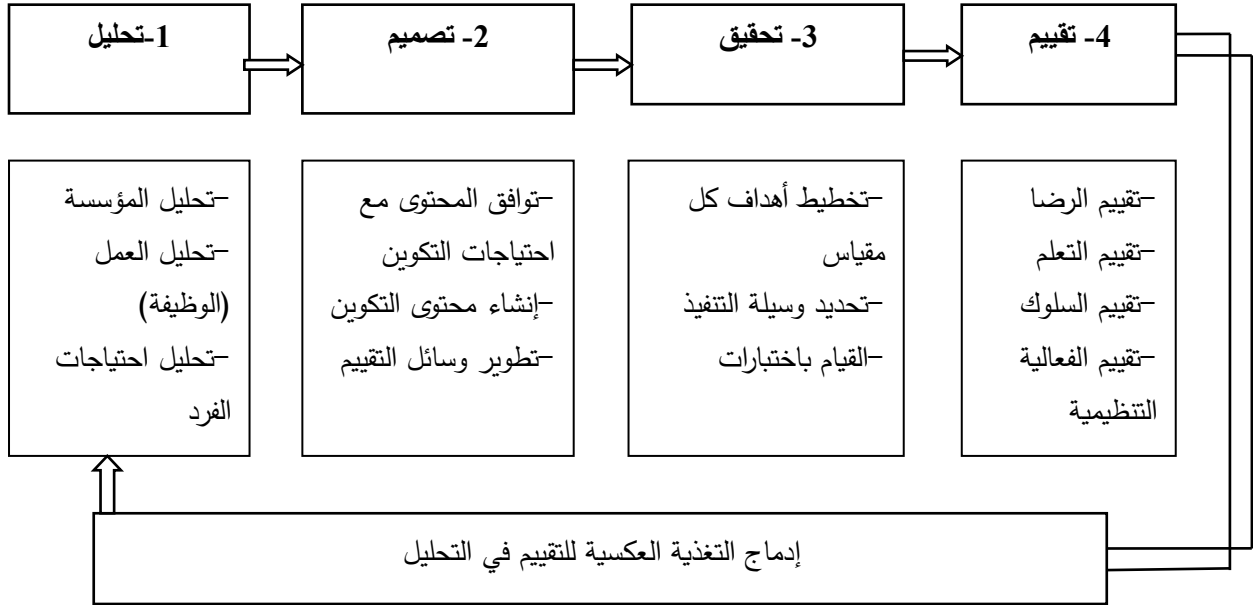 1-تحليل
2- تصميم
3- تحقيق
4- تقييم
-تحليل المؤسسة
-تحليل العمل
(الوظيفة)
-تحليل احتياجات
الفرد
-توافق المحتوى مع
احتياجات التكوين
-إنشاء محتوى التكوين
-تطوير وسائل التقييم
-تخطيط أهداف كل
مقياس
-تحديد وسيلة التنفيذ
-القيام باختبارات
-تقييم الرضا
-تقييم التعلم
-تقييم السلوك
-تقييم الفعالية
التنظيمية
إدماج التغذية العكسية للتقييم في التحليل